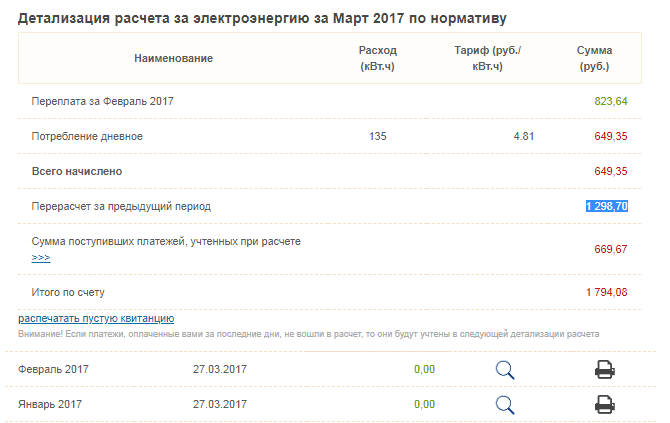 Детализация расчета за электроэнергию за Март 2017 по нормативу
Наименование
Расход
(кВт.ч)
Тариф (руб./
кВт.ч)
Сумма
(руб.)
Переплата за Февраль 2017 823,64
Потребление дневное 135 4.81 649,35
Всего начислено 649,35
Перерасчет за предыдущий период 1 298,70
Сумма поступивших платежей, учтенных при расчете
>>> 669,67
Итого по счету 1 794,08
распечатать пустую квитанцию
Внимание! Если платежи, оплаченные вами за последние дни, не вошли в расчет, то они будут учтены в следующей детализации расчета
Февраль 2017 27.03.2017 0,00
Январь 2017 27.03.2017 0,00